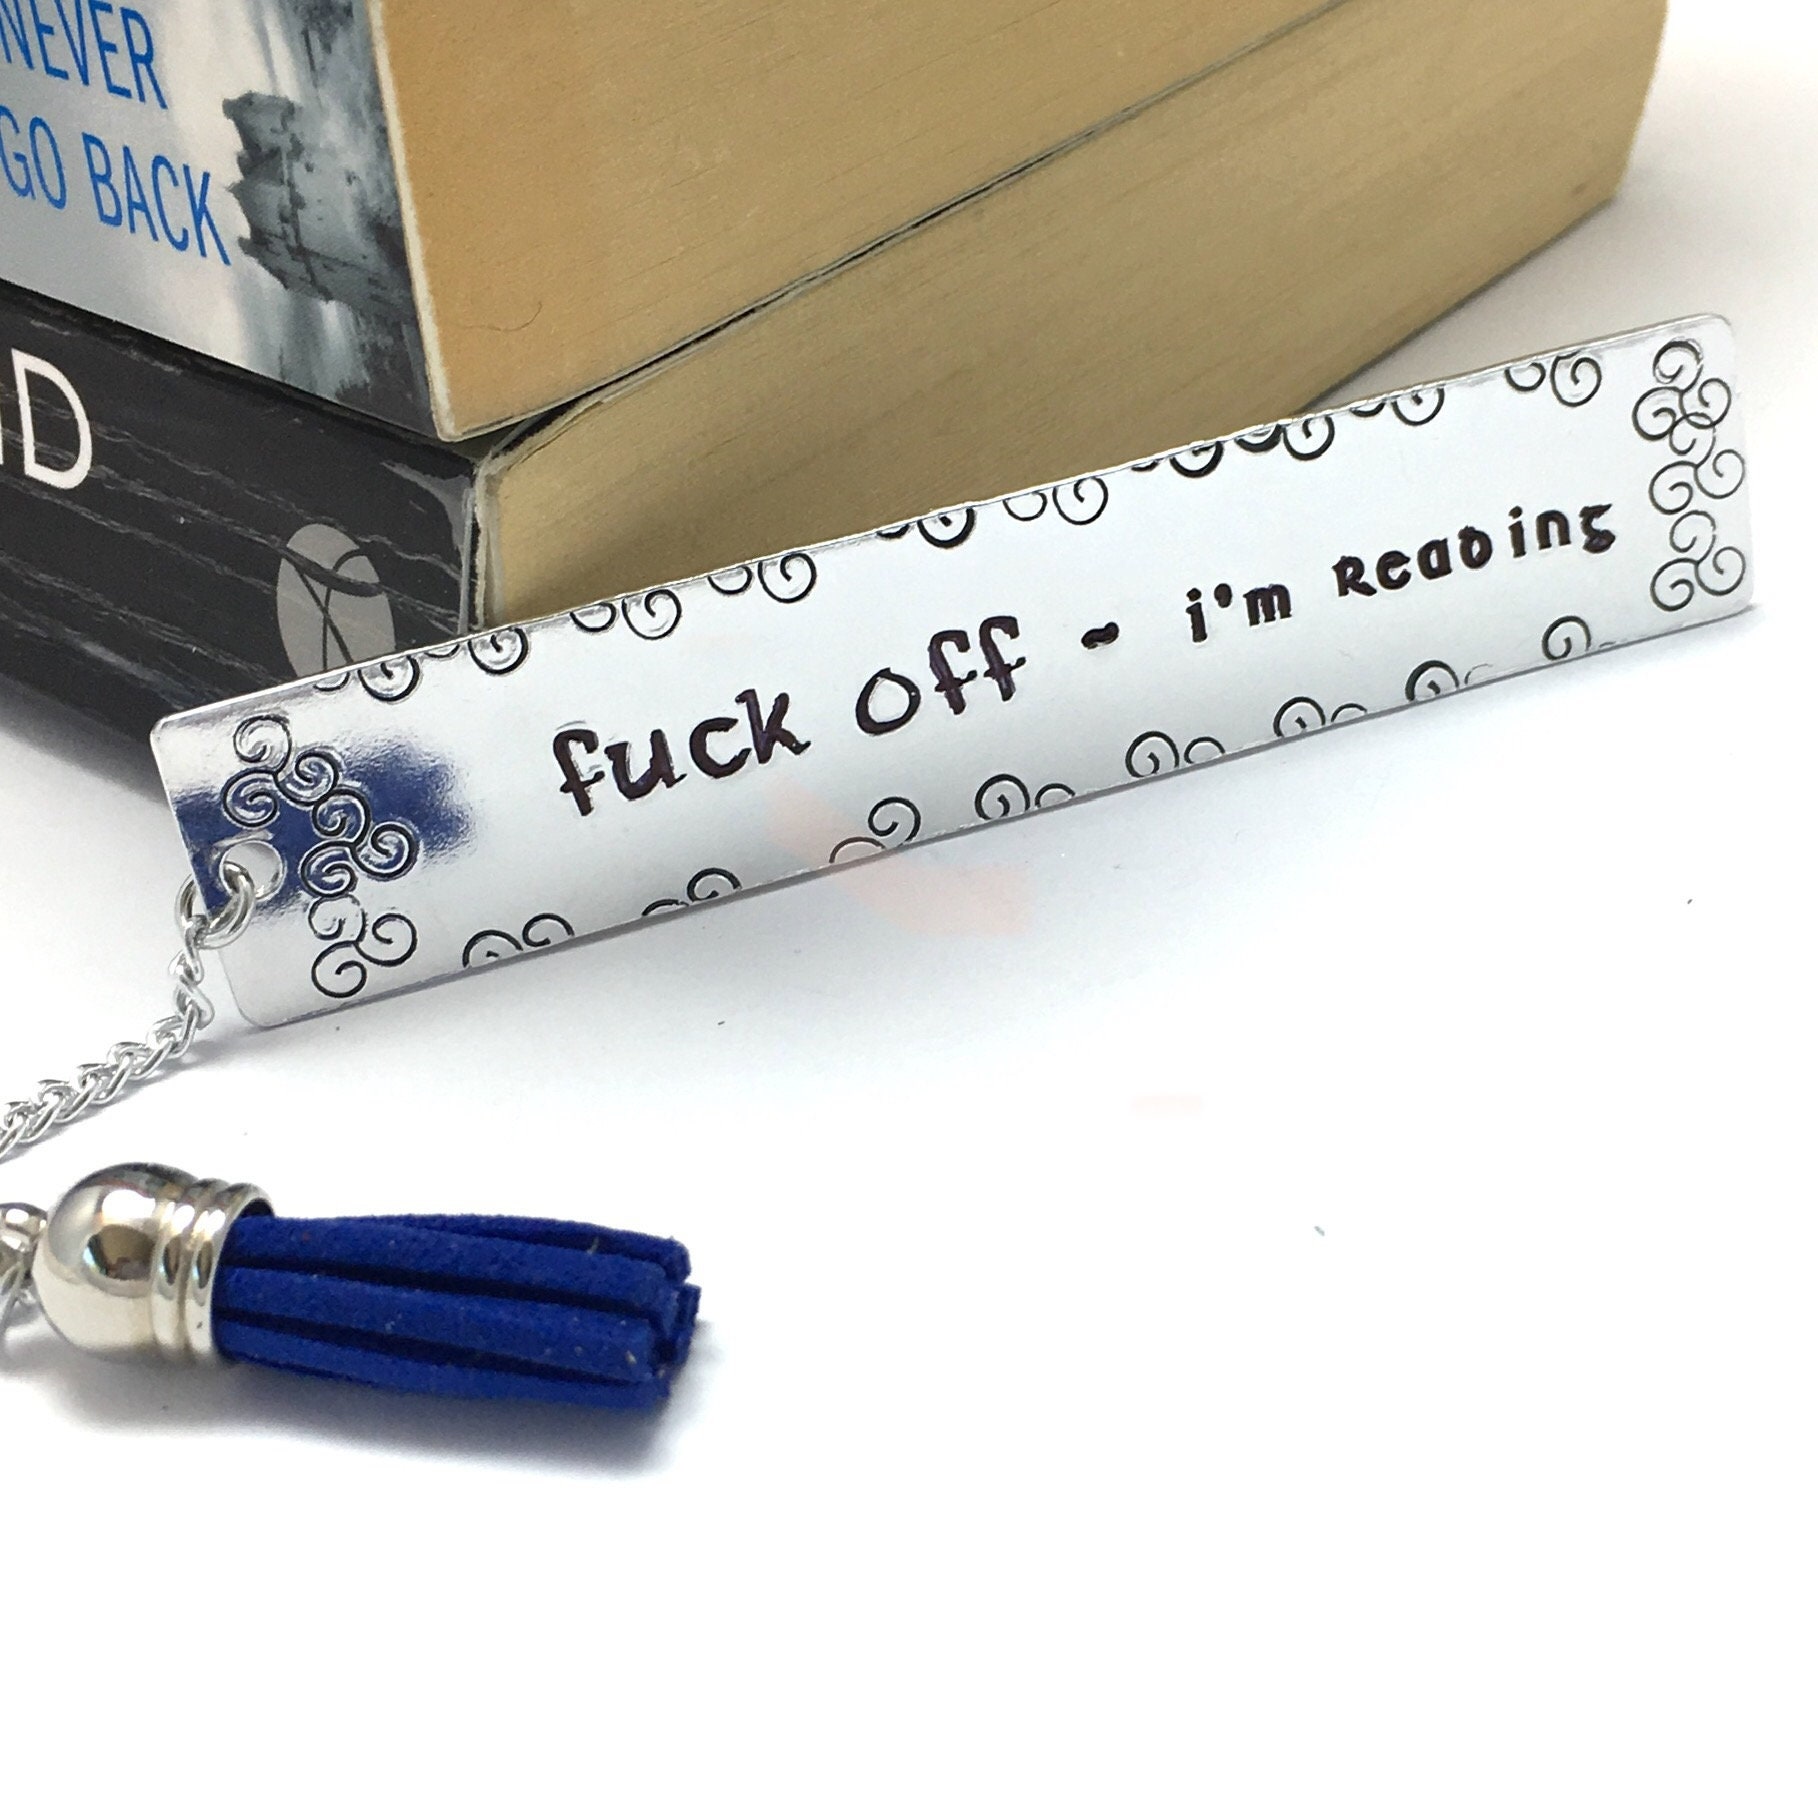 NEVER
GO BACK
D
fuck off - i'm Reading